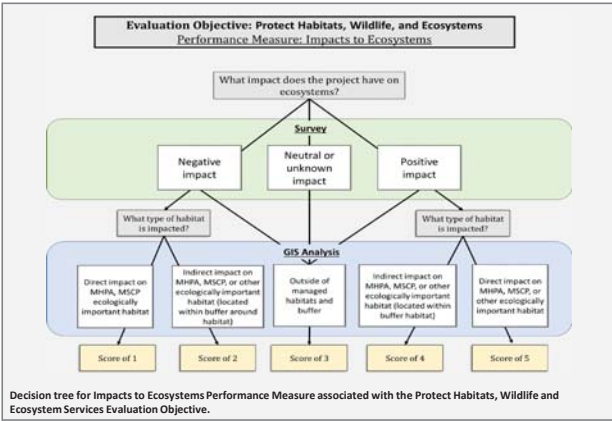 Evaluation Objective: Protect Habitats, Wildlife, and Ecosystems
Performance Measure: Impacts to Ecosystems
What impact does the project have on
ecosystems?
Survey
Negative
impact
Neutral or
unknown
impact
Positive
impact
What type of habitat
is impacted?
What type of habitat
is impacted?
GIS Analysis
Direct impact on
MHPA, MSCP
ecologically
important habitat
Indirect impact on
MHPA, MSCP, or other
ecologically important
habitat (located
within buffer around
habitat)
Outside of
managed
habitats and
buffer
Indirect impact on
MHPA, MSCP, or other
ecologically important
habitat (located within
buffer habitat)
Direct impact on
MHPA, MSCP, or
other ecologically
important habitat
Score of 1
Score of 2
Score of 3
Score of 4
Score of 5
Decision tree for Impacts to Ecosystems Performance Measure associated with the Protect Habitats, Wildlife and
Ecosystem Services Evaluation Objective.